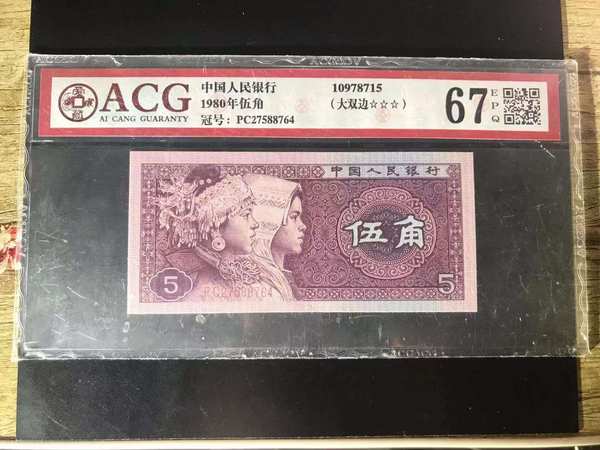 ACG
AI CANG GUARANTY
中国人民银行
1980年伍角
冠号: PC27588764
10978715
(大双边☆☆☆)
67
EPQ
中国人民银行
伍角
5
PC27588764
5